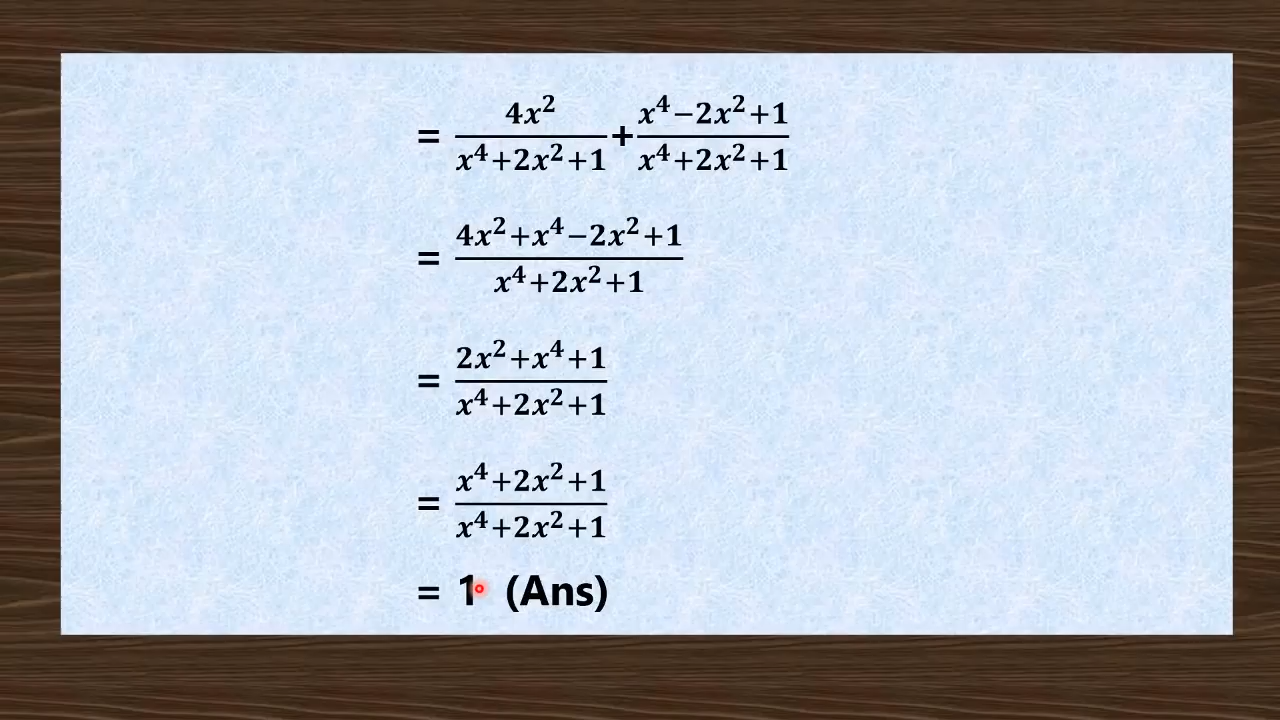 = 4x²/(x⁴+2x²+1) + (x⁴−2x²+1)/(x⁴+2x²+1)
= (4x²+x⁴−2x²+1)/(x⁴+2x²+1)
= (2x²+x⁴+1)/(x⁴+2x²+1)
= (x⁴+2x²+1)/(x⁴+2x²+1)
= 1 (Ans)